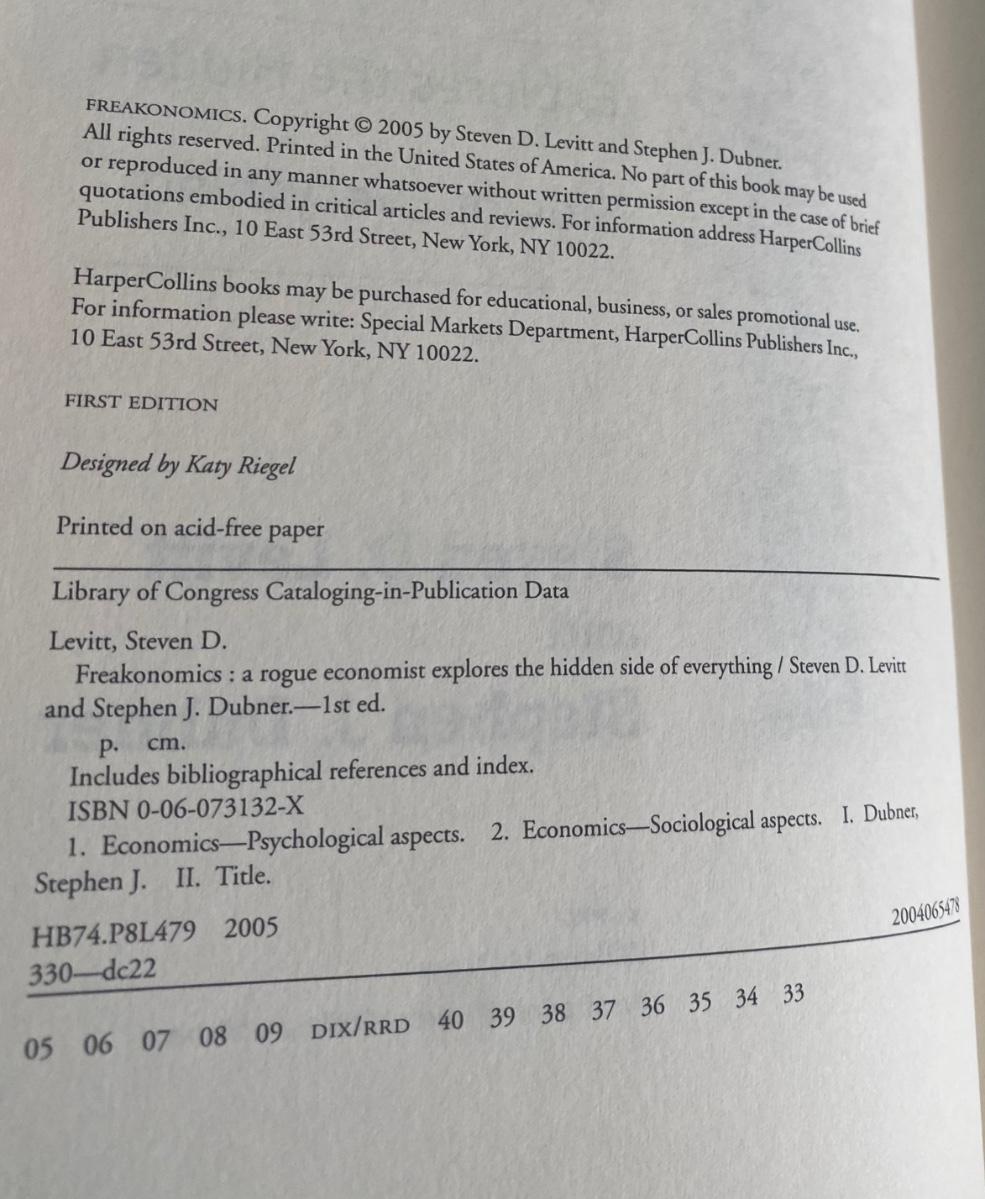 FREAKONOMICS. Copyright © 2005 by Steven D. Levitt and Stephen J. Dubner.
All rights reserved. Printed in the United States of America. No part of this book may be used
or reproduced in any manner whatsoever without written permission except in the case of brief
quotations embodied in critical articles and reviews. For information address HarperCollins
Publishers Inc., 10 East 53rd Street, New York, NY 10022.
HarperCollins books may be purchased for educational, business, or sales promotional use.
For information please write: Special Markets Department, HarperCollins Publishers Inc.,
10 East 53rd Street, New York, NY 10022.
FIRST EDITION
Designed by Katy Riegel
Printed on acid-free paper
Library of Congress Cataloging-in-Publication Data
Levitt, Steven D.
Freakonomics : a rogue economist explores the hidden side of everything / Steven D. Levitt
and Stephen J. Dubner.—1st ed.
p. cm.
Includes bibliographical references and index.
ISBN 0-06-073132-X
1. Economics—Psychological aspects. 2. Economics—Sociological aspects. I. Dubner,
Stephen J. II. Title.
HB74.P8L479 2005
2004065478
330—dc22
05 06 07 08 09 DIX/RRD 40 39 38 37 36 35 34 33